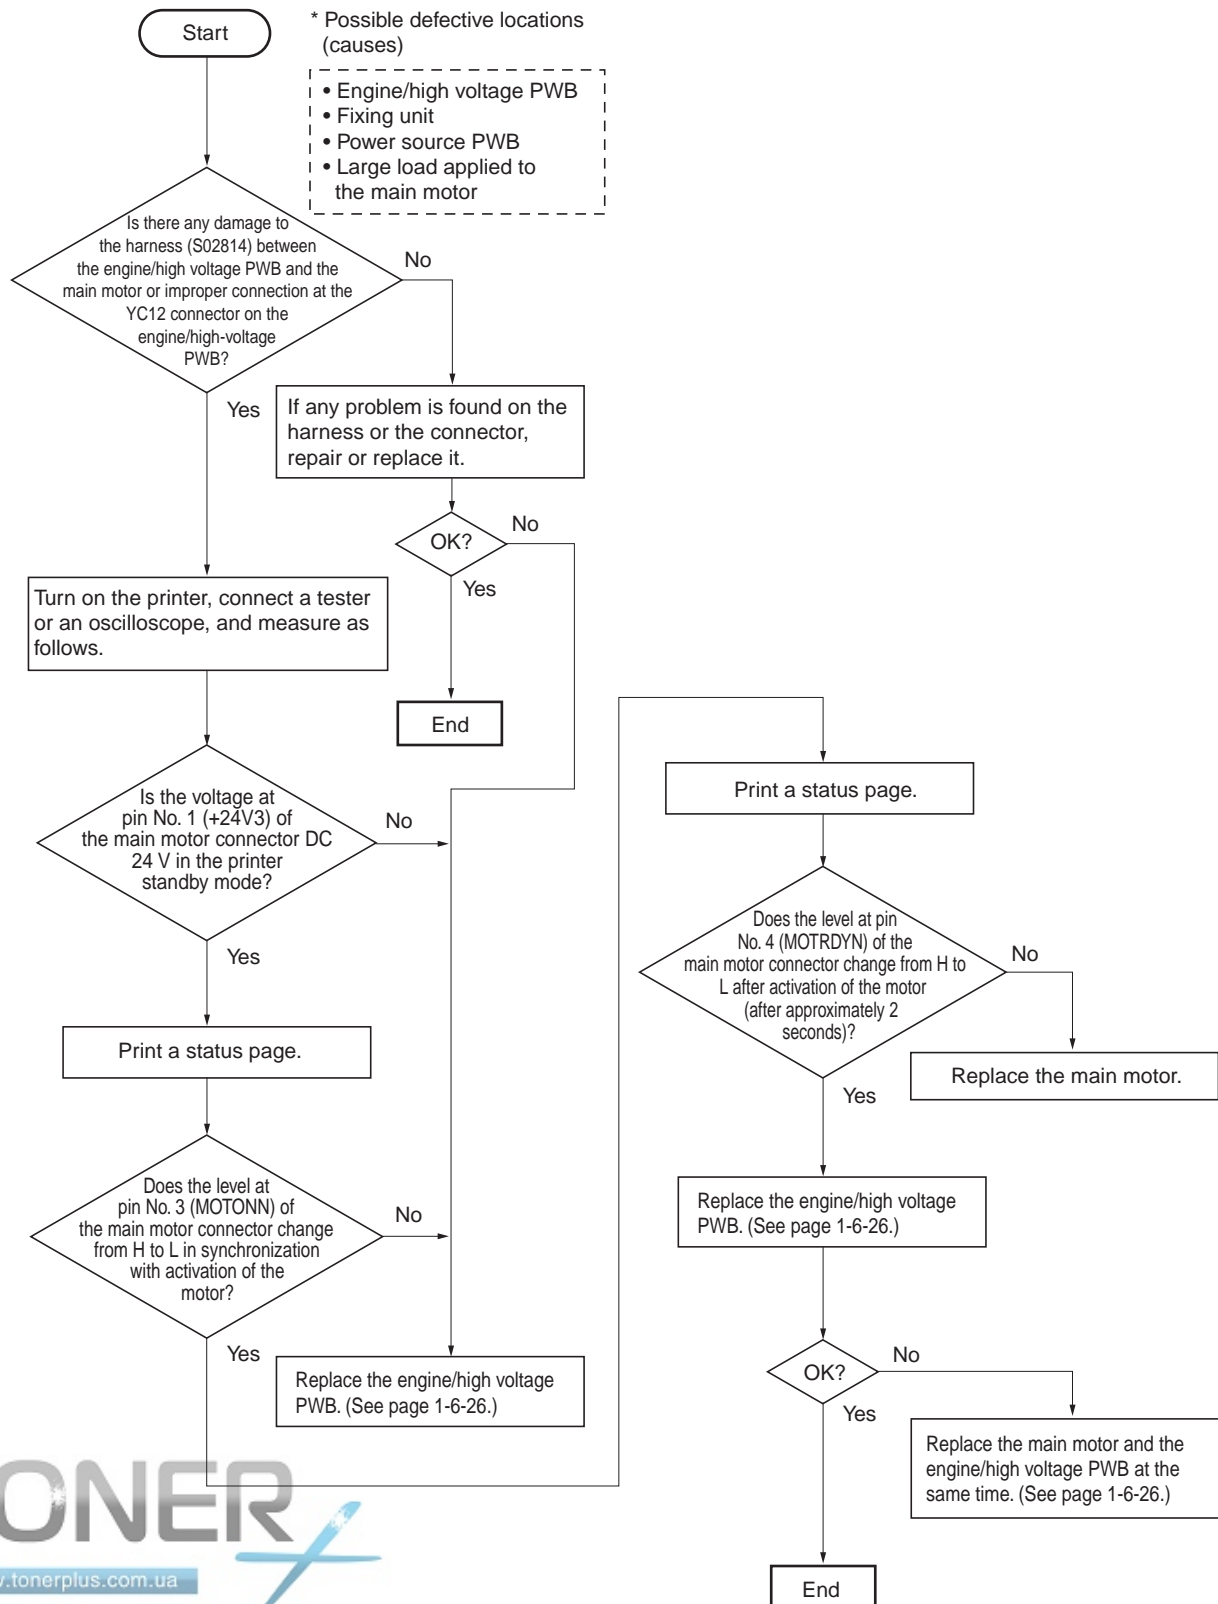 Start
* Possible defective locations
(causes)
• Engine/high voltage PWB
• Fixing unit
• Power source PWB
• Large load applied to
the main motor
Is there any damage to
the harness (S02814) between
the engine/high voltage PWB and the
main motor or improper connection at the
YC12 connector on the
engine/high-voltage
PWB?
No
Yes
If any problem is found on the
harness or the connector,
repair or replace it.
OK?
No
Yes
End
Turn on the printer, connect a tester
or an oscilloscope, and measure as
follows.
Is the voltage at
pin No. 1 (+24V3) of
the main motor connector DC
24 V in the printer
standby mode?
No
Yes
Print a status page.
Does the level at
pin No. 3 (MOTONN) of
the main motor connector change
from H to L in synchronization
with activation of the
motor?
No
Yes
Replace the engine/high voltage
PWB. (See page 1-6-26.)
Print a status page.
Does the level at pin
No. 4 (MOTRDYN) of the
main motor connector change from H to
L after activation of the motor
(after approximately 2
seconds)?
No
Replace the main motor.
Yes
Replace the engine/high voltage
PWB. (See page 1-6-26.)
OK?
No
Yes
Replace the main motor and the
engine/high voltage PWB at the
same time. (See page 1-6-26.)
End
ONER
.tonerplus.com.ua